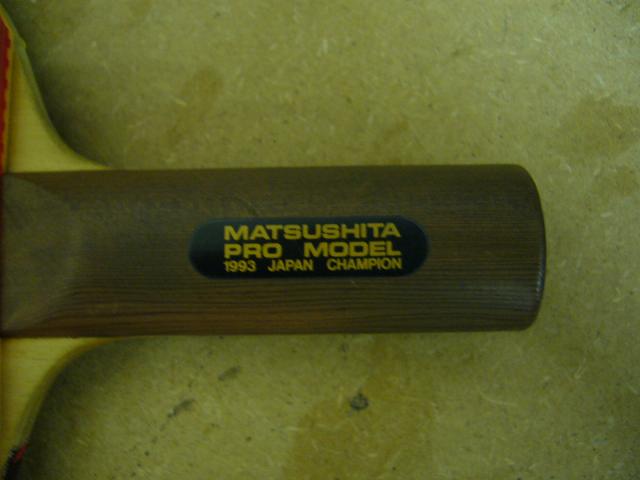 MATSUSHITA
PRO MODEL
1993 JAPAN CHAMPION